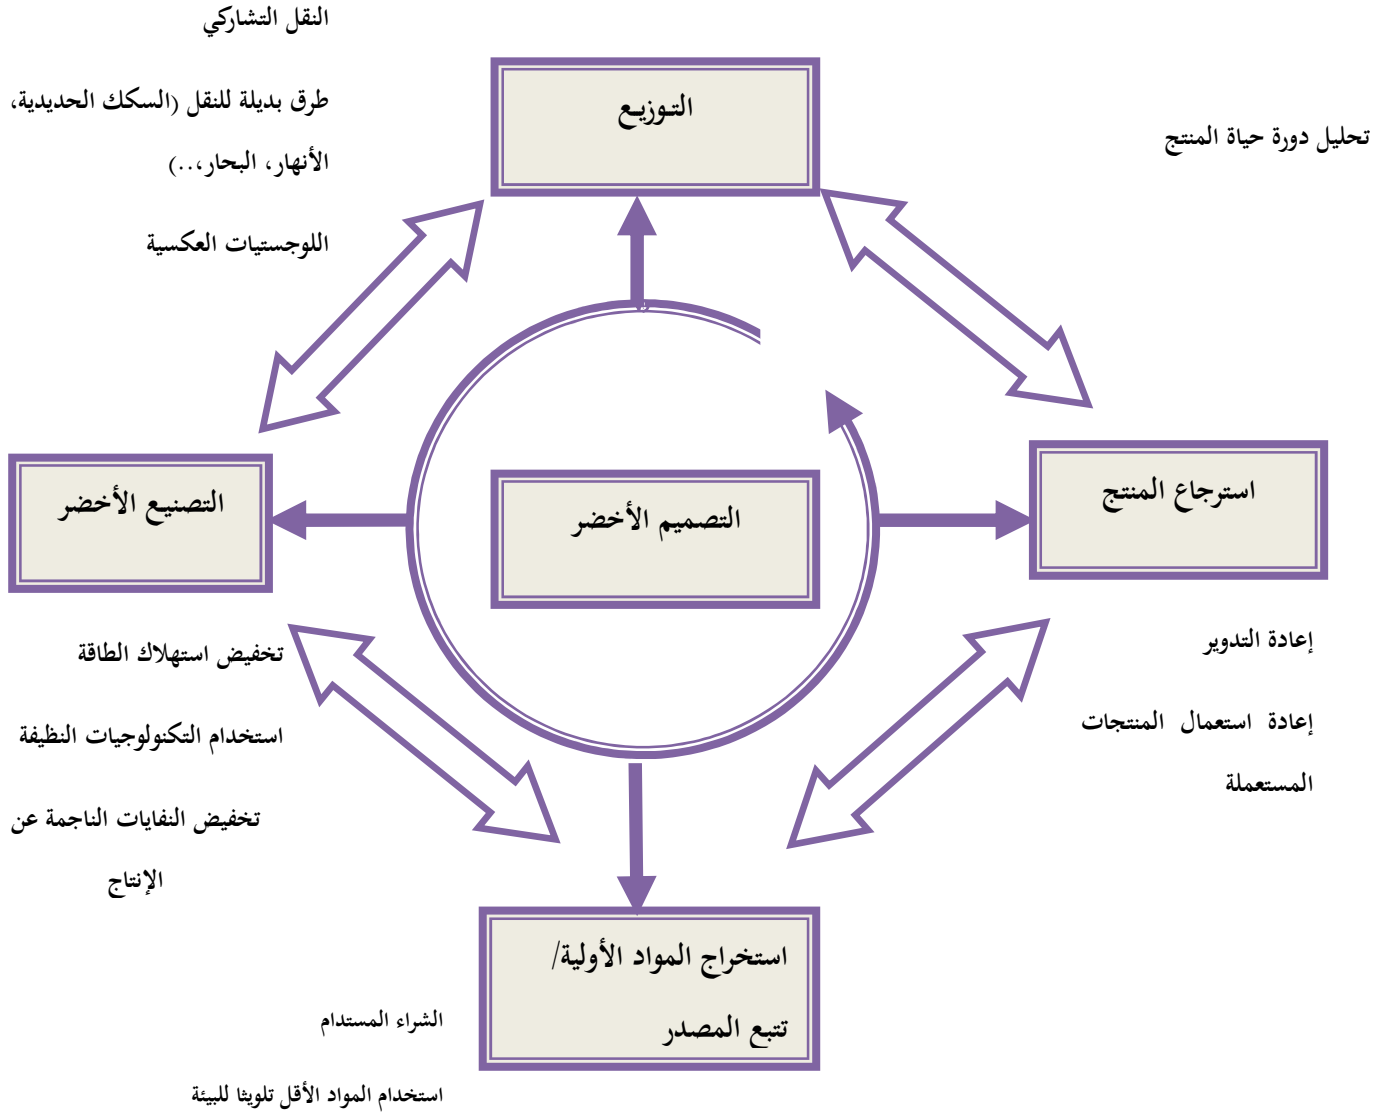 النقل التشاركي
طرق بديلة للنقل (السكك الحديدية،
الأنهار، البحار،..)
اللوجستيات العكسية
التوزيع
تحليل دورة حياة المنتج
التصنيع الأخضر
التصميم الأخضر
استرجاع المنتج
تخفيض استهلاك الطاقة
استخدام التكنولوجيات النظيفة
تخفيض النفايات الناجمة عن
الإنتاج
إعادة التدوير
إعادة استعمال المنتجات
المستعملة
استخراج المواد الأولية/
تتبع المصدر
الشراء المستدام
استخدام المواد الأقل تلويثا للبيئة